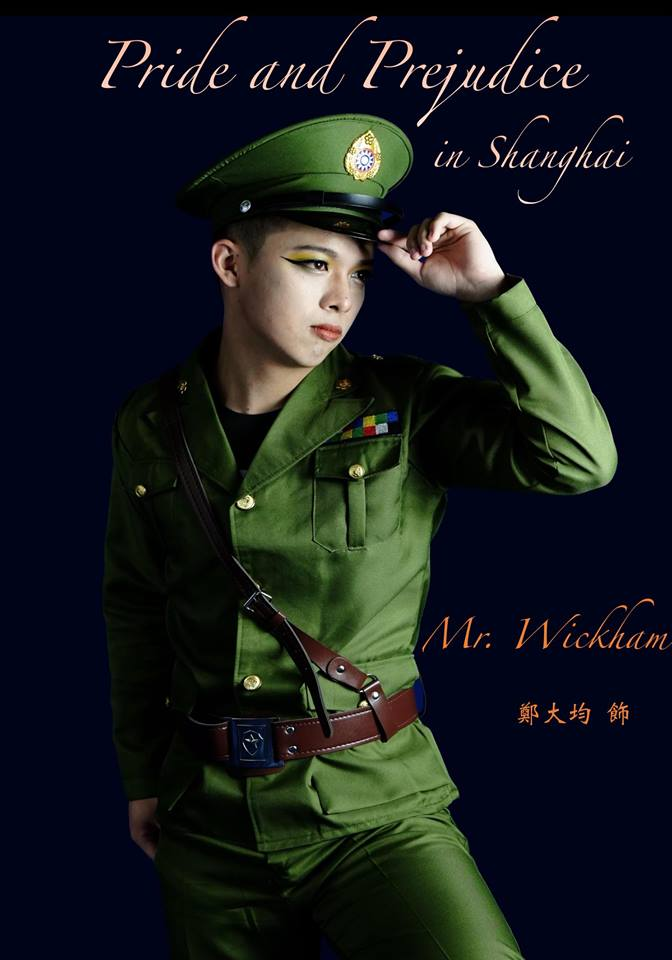 Pride and Prejudice
in Shanghai
Mr. Wickham
鄭大均 飾